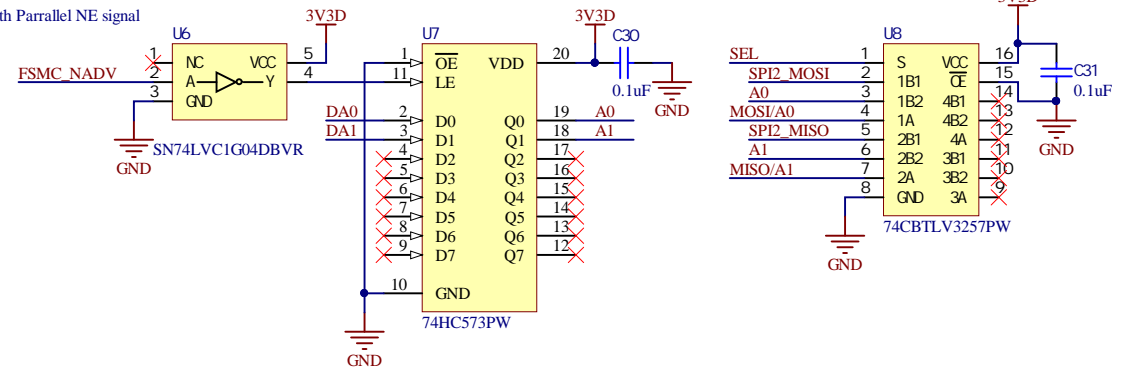 th Parrallel NE signal
U6
3V3D
1 NC VCC 5
FSMC_NADV 2 A Y 4
3 GND
GND
SN74LVC1G04DBVR
U7
3V3D
C30
0.1uF
GND
1 OE VDD 20
11 LE
DA0 2 D0 Q0 19 A0
DA1 3 D1 Q1 18 A1
4 D2 Q2 17
5 D3 Q3 16
6 D4 Q4 15
7 D5 Q5 14
8 D6 Q6 13
9 D7 Q7 12
10 GND
74HC573PW
GND
U8
3V3D
SEL 1 S VCC 16
SPI2_MOSI 2 1B1 OE 15
A0 3 1B2 4B1 14
MOSI/A0 4 1A 4B2 13
SPI2_MISO 5 2B1 4A 12
A1 6 2B2 3B1 11
MISO/A1 7 2A 3B2 10
8 GND 3A 9
74CBTLV3257PW
GND
C31
0.1uF
GND